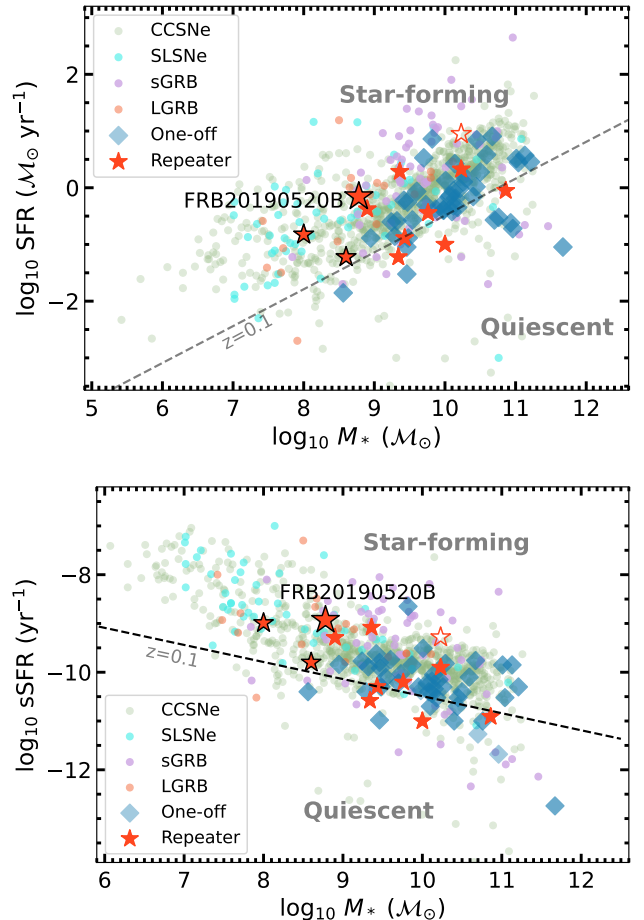 CCSNe
SLSNe
sGRB
LGRB
One-off
Repeater
Star-forming
FRB20190520B
z=0.1
Quiescent
2
0
−2
log₁₀ SFR (ℳ⊙ yr⁻¹)
5 6 7 8 9 10 11 12
log₁₀ M* (ℳ⊙)
Star-forming
FRB20190520B
z=0.1
CCSNe
SLSNe
sGRB
LGRB
One-off
Repeater
Quiescent
−8
−10
−12
log₁₀ sSFR (yr⁻¹)
7 8 9 10 11 12
log₁₀ M* (ℳ⊙)